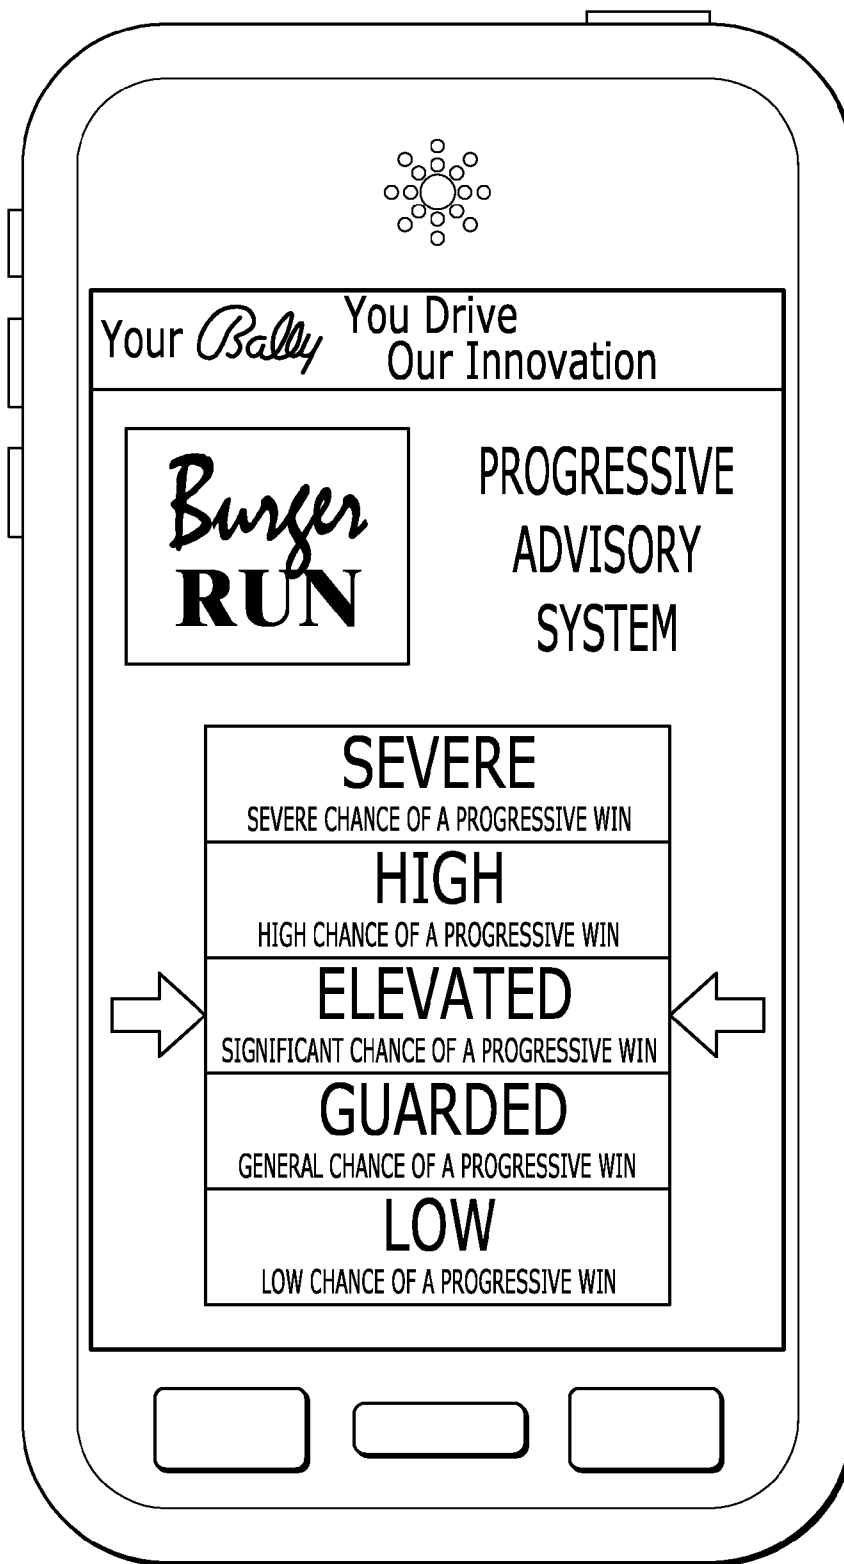 Your Bally You Drive
Our Innovation
Burger
RUN
PROGRESSIVE
ADVISORY
SYSTEM
SEVERE
SEVERE CHANCE OF A PROGRESSIVE WIN
HIGH
HIGH CHANCE OF A PROGRESSIVE WIN
ELEVATED
SIGNIFICANT CHANCE OF A PROGRESSIVE WIN
GUARDED
GENERAL CHANCE OF A PROGRESSIVE WIN
LOW
LOW CHANCE OF A PROGRESSIVE WIN